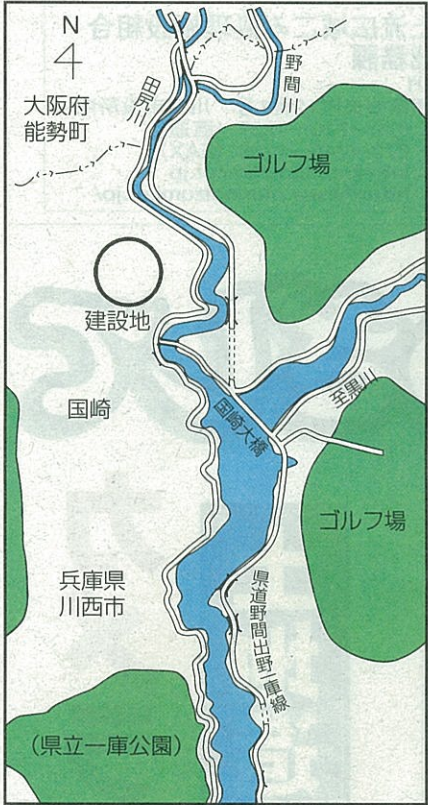 N
4
大阪府
能勢町
田尻川
野間川
ゴルフ場
建設地
国崎
国崎大橋
至黒川
ゴルフ場
兵庫県
川西市
県道野間出野一庫線
(県立一庫公園)